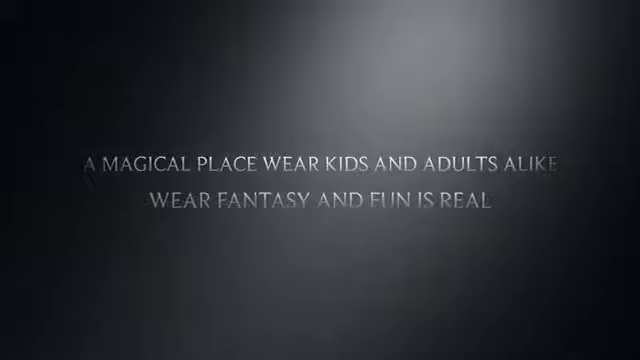 A MAGICAL PLACE WEAR KIDS AND ADULTS ALIKE
WEAR FANTASY AND FUN IS REAL